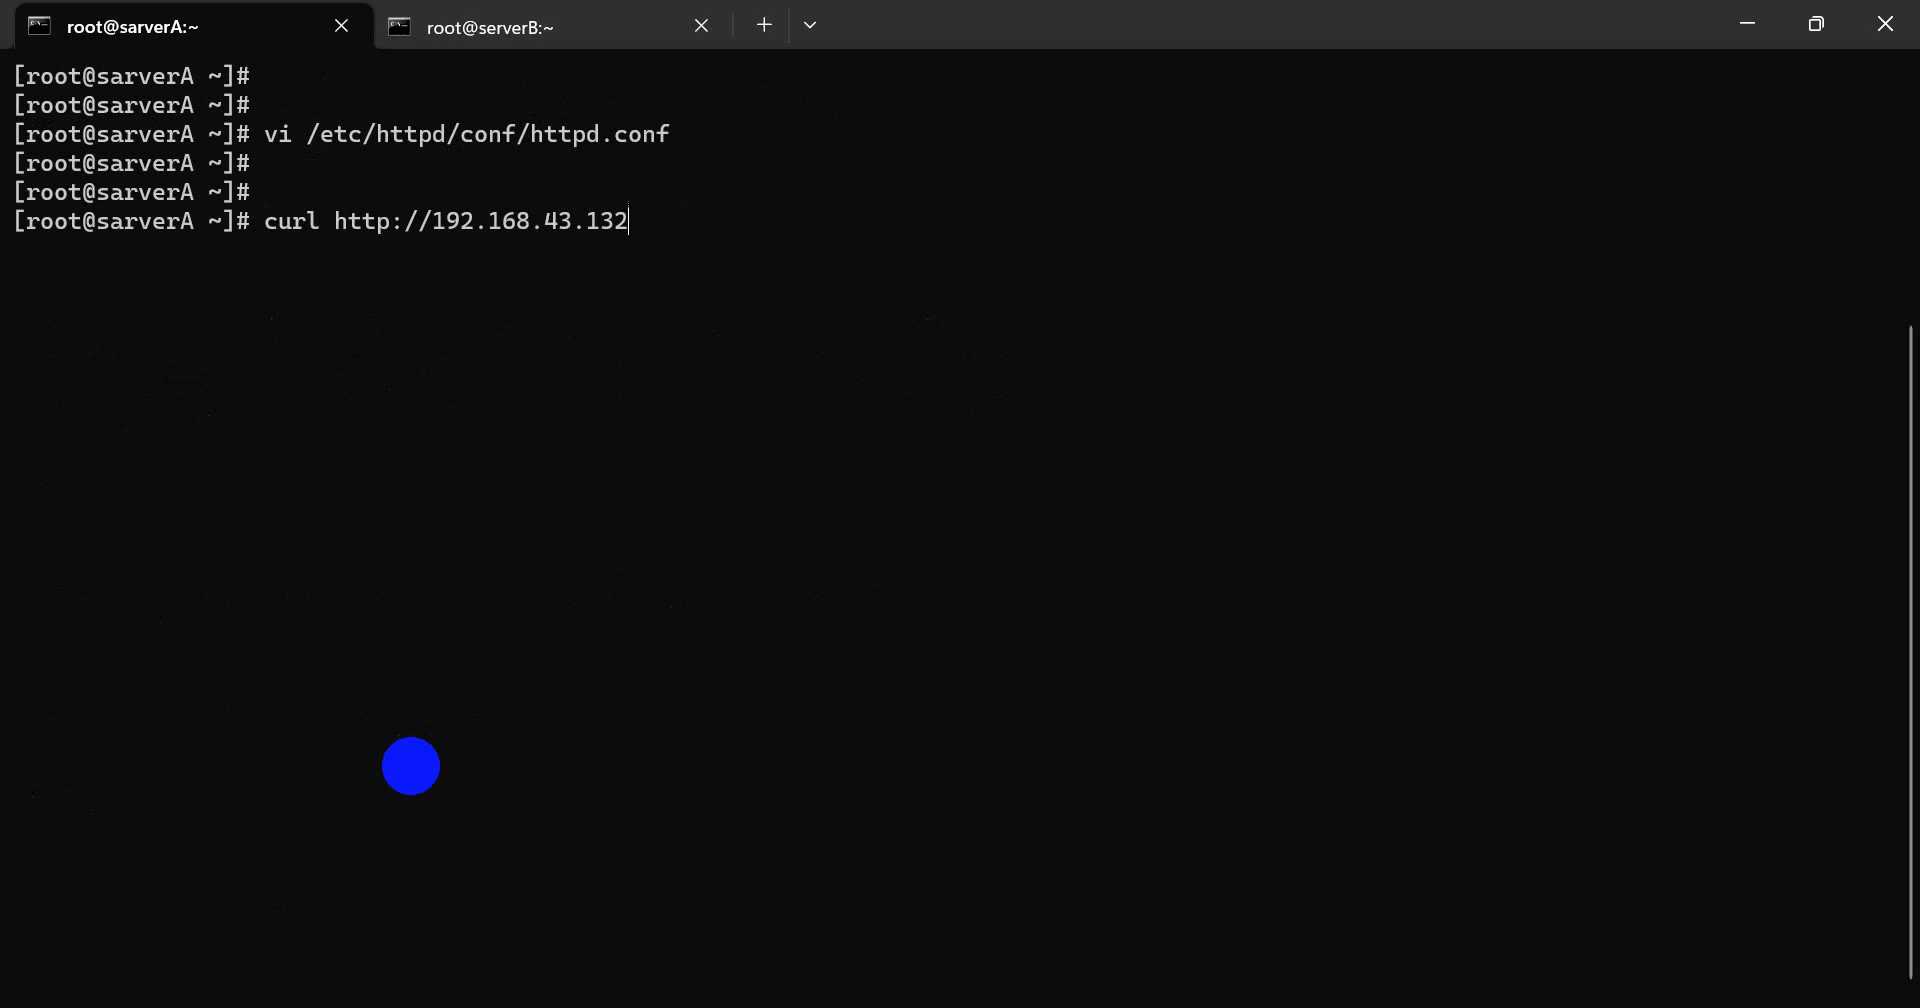 root@sarverA:~
root@serverB:~
[root@sarverA ~]#
[root@sarverA ~]#
[root@sarverA ~]# vi /etc/httpd/conf/httpd.conf
[root@sarverA ~]#
[root@sarverA ~]#
[root@sarverA ~]# curl http://192.168.43.132